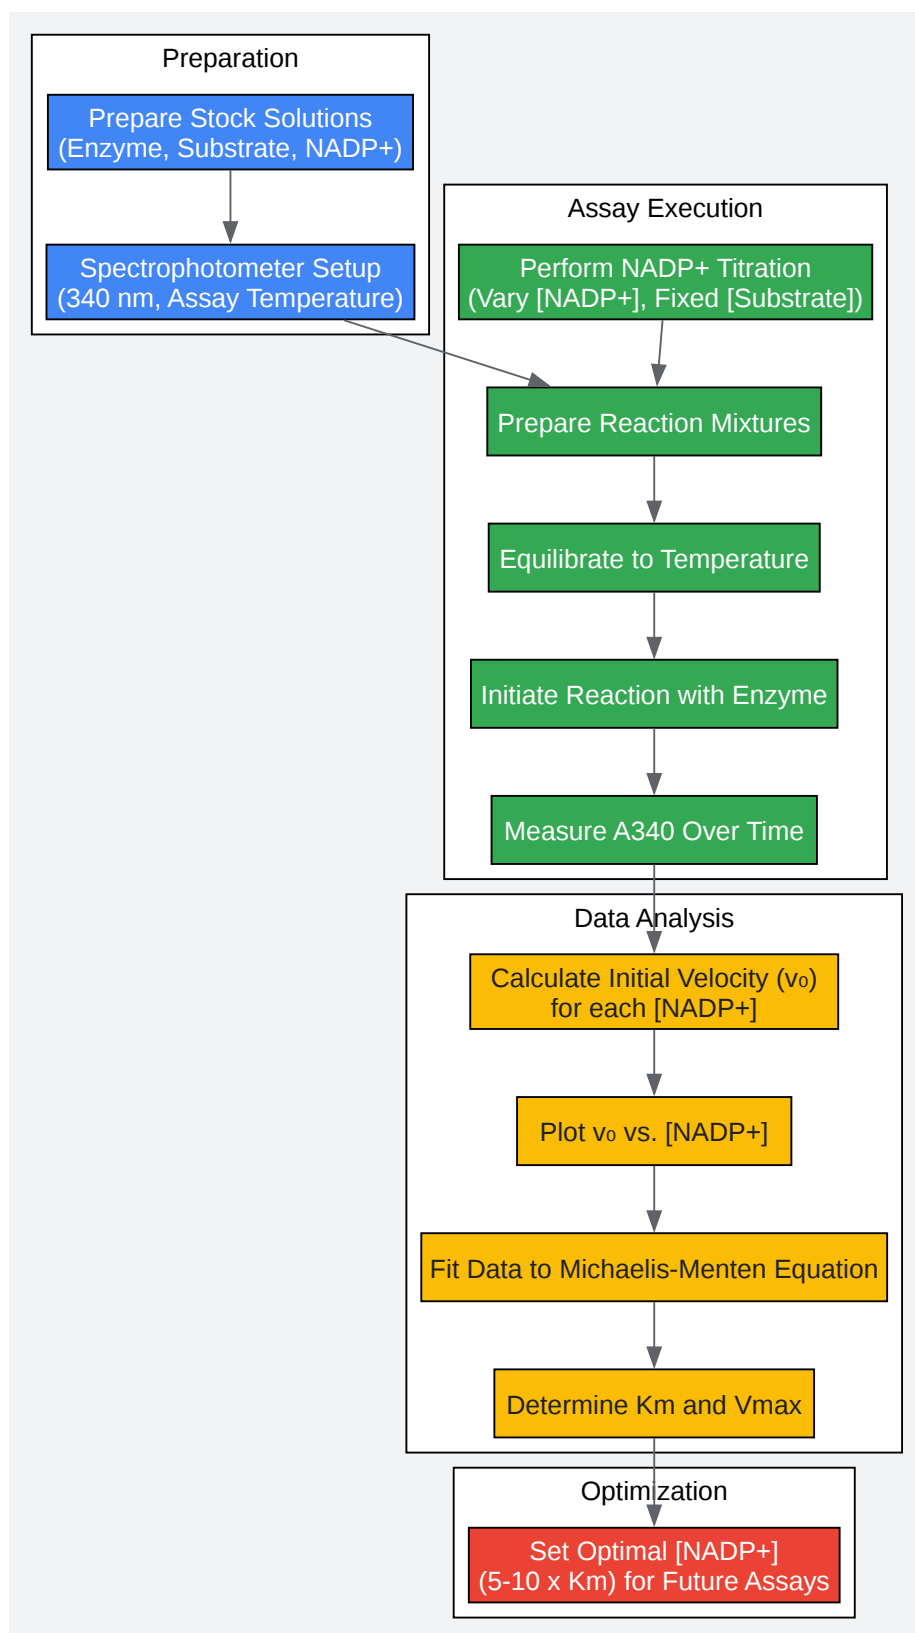 Preparation
Prepare Stock Solutions
(Enzyme, Substrate, NADP+)
Spectrophotometer Setup
(340 nm, Assay Temperature)
Assay Execution
Perform NADP+ Titration
(Vary [NADP+], Fixed [Substrate])
Prepare Reaction Mixtures
Equilibrate to Temperature
Initiate Reaction with Enzyme
Measure A340 Over Time
Data Analysis
Calculate Initial Velocity (v₀)
for each [NADP+]
Plot v₀ vs. [NADP+]
Fit Data to Michaelis-Menten Equation
Determine Km and Vmax
Optimization
Set Optimal [NADP+]
(5-10 x Km) for Future Assays